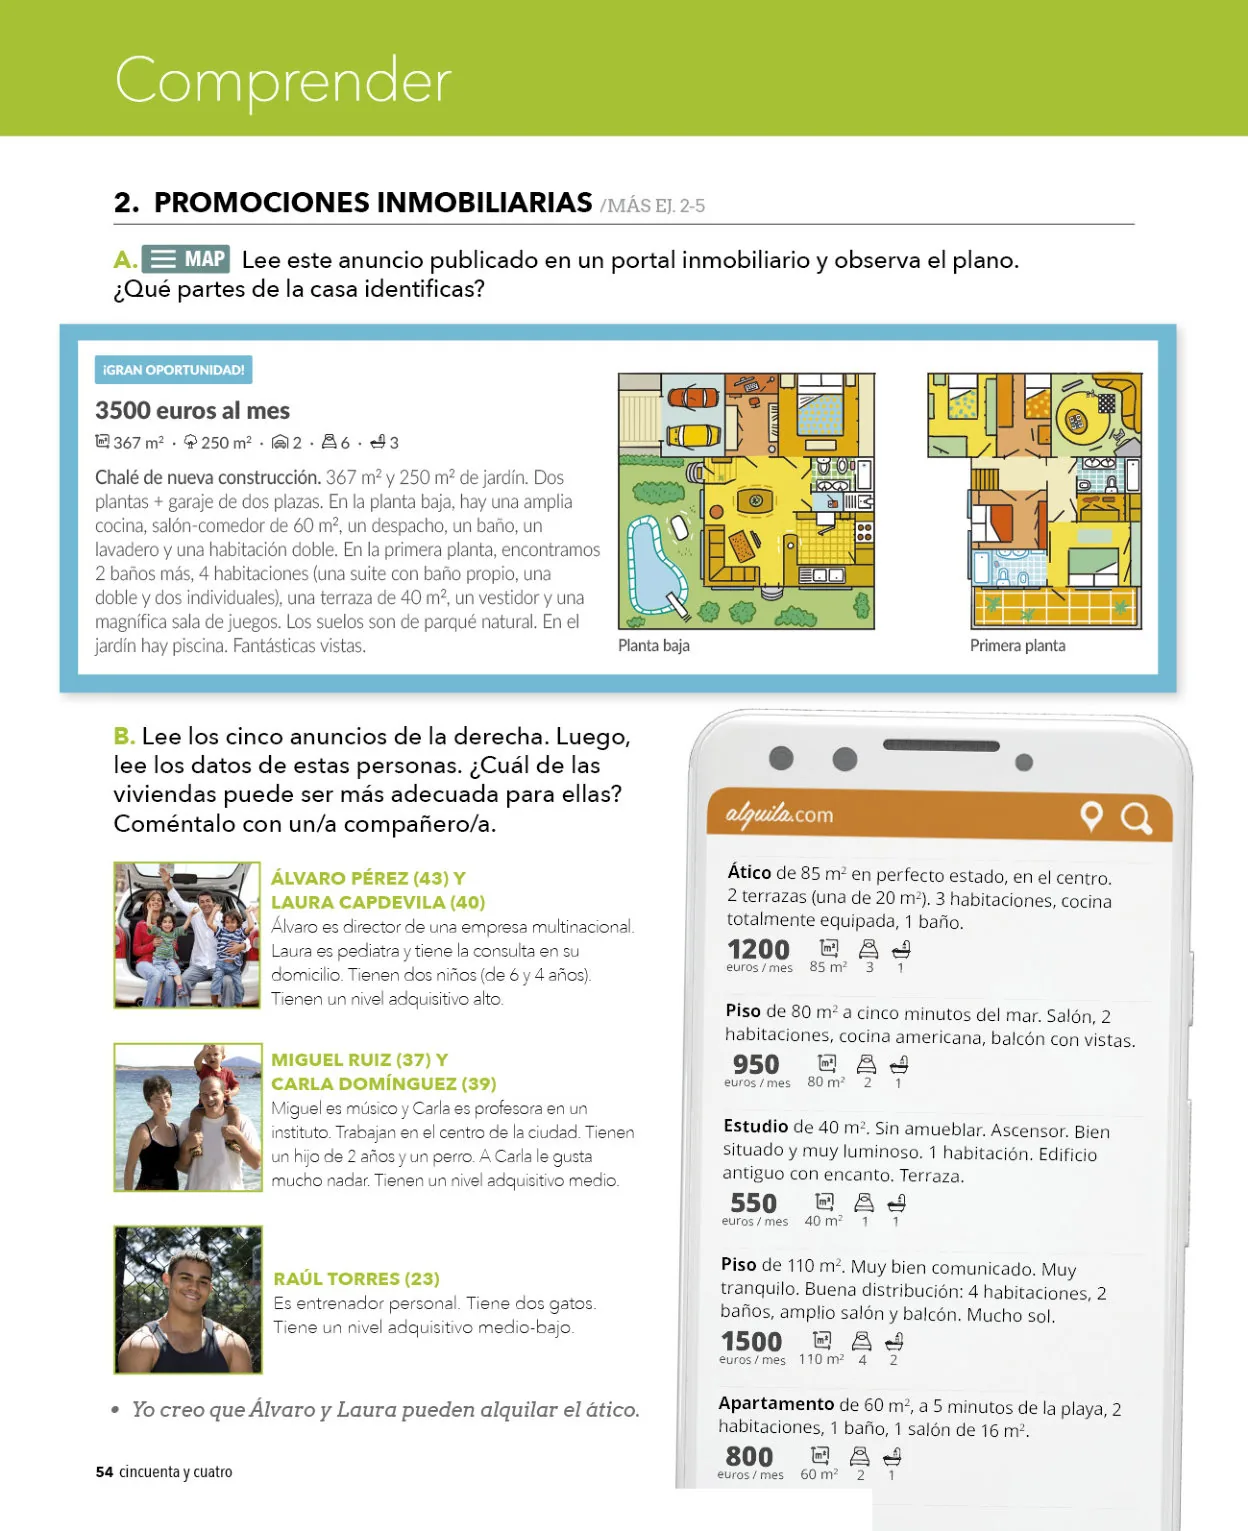 Comprender
2. PROMOCIONES INMOBILIARIAS /MÁS EJ. 2-5
A. MAP Lee este anuncio publicado en un portal inmobiliario y observa el plano.
¿Qué partes de la casa identificas?
¡GRAN OPORTUNIDAD!
3500 euros al mes
m² 367 m² · 250 m² · 2 · 6 · 3
Chalé de nueva construcción. 367 m² y 250 m² de jardín. Dos
plantas + garaje de dos plazas. En la planta baja, hay una amplia
cocina, salón-comedor de 60 m², un despacho, un baño, un
lavadero y una habitación doble. En la primera planta, encontramos
2 baños más, 4 habitaciones (una suite con baño propio, una
doble y dos individuales), una terraza de 40 m², un vestidor y una
magnífica sala de juegos. Los suelos son de parqué natural. En el
jardín hay piscina. Fantásticas vistas.
Planta baja
Primera planta
B. Lee los cinco anuncios de la derecha. Luego,
lee los datos de estas personas. ¿Cuál de las
viviendas puede ser más adecuada para ellas?
Coméntalo con un/a compañero/a.
ÁLVARO PÉREZ (43) Y
LAURA CAPDEVILA (40)
Álvaro es director de una empresa multinacional.
Laura es pediatra y tiene la consulta en su
domicilio. Tienen dos niños (de 6 y 4 años).
Tienen un nivel adquisitivo alto.
MIGUEL RUIZ (37) Y
CARLA DOMÍNGUEZ (39)
Miguel es músico y Carla es profesora en un
instituto. Trabajan en el centro de la ciudad. Tienen
un hijo de 2 años y un perro. A Carla le gusta
mucho nadar. Tienen un nivel adquisitivo medio.
RAÚL TORRES (23)
Es entrenador personal. Tiene dos gatos.
Tiene un nivel adquisitivo medio-bajo.
• Yo creo que Álvaro y Laura pueden alquilar el ático.
54 cincuenta y cuatro
alquila.com
Ático de 85 m² en perfecto estado, en el centro.
2 terrazas (una de 20 m²). 3 habitaciones, cocina
totalmente equipada, 1 baño.
1200 m²
euros / mes 85 m² 3 1
Piso de 80 m² a cinco minutos del mar. Salón, 2
habitaciones, cocina americana, balcón con vistas.
950 m²
euros / mes 80 m² 2 1
Estudio de 40 m². Sin amueblar. Ascensor. Bien
situado y muy luminoso. 1 habitación. Edificio
antiguo con encanto. Terraza.
550 m²
euros / mes 40 m² 1 1
Piso de 110 m². Muy bien comunicado. Muy
tranquilo. Buena distribución: 4 habitaciones, 2
baños, amplio salón y balcón. Mucho sol.
1500 m²
euros / mes 110 m² 4 2
Apartamento de 60 m², a 5 minutos de la playa, 2
habitaciones, 1 baño, 1 salón de 16 m².
800 m²
euros / mes 60 m² 2 1